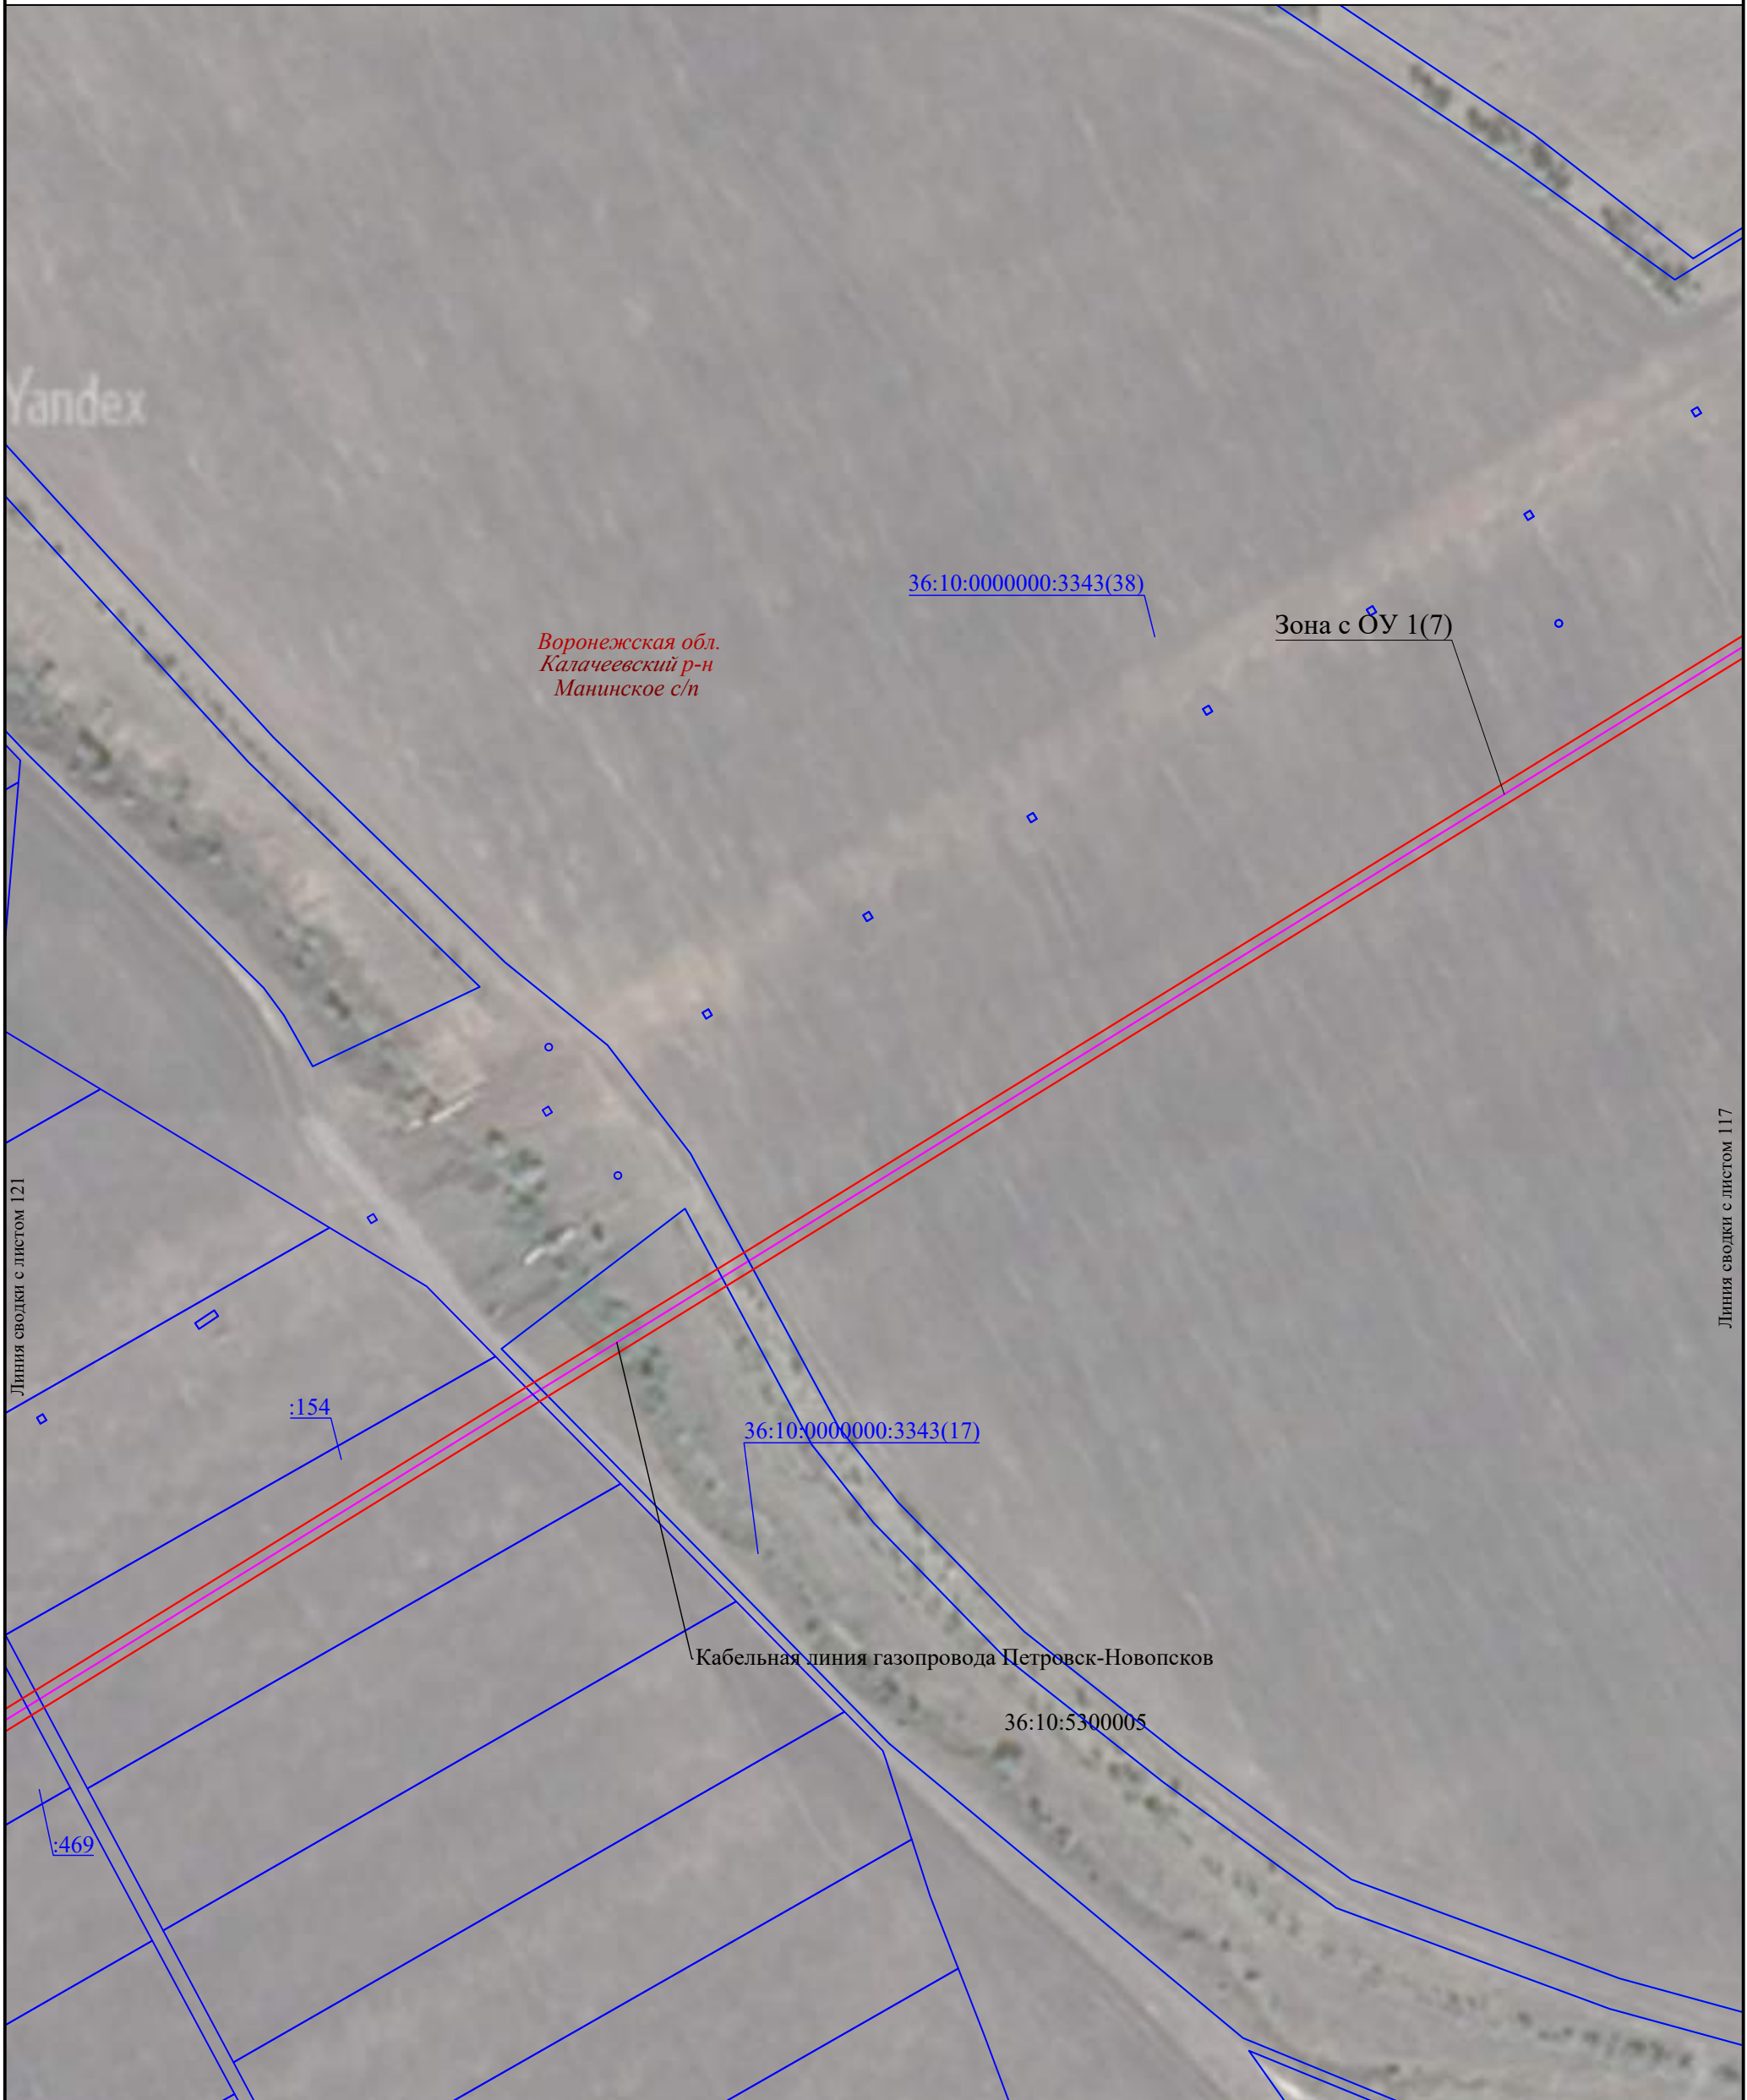 Yandex
36:10:0000000:3343(38)
Зона с ОУ 1(7)
Воронежская обл.
Калачеевский р-н
Манинское с/п
Линия сводки с листом 117
Линия сводки с листом 121
:154
36:10:0000000:3343(17)
Кабельная линия газопровода Петровск-Новопсков
36:10:5300005
:469